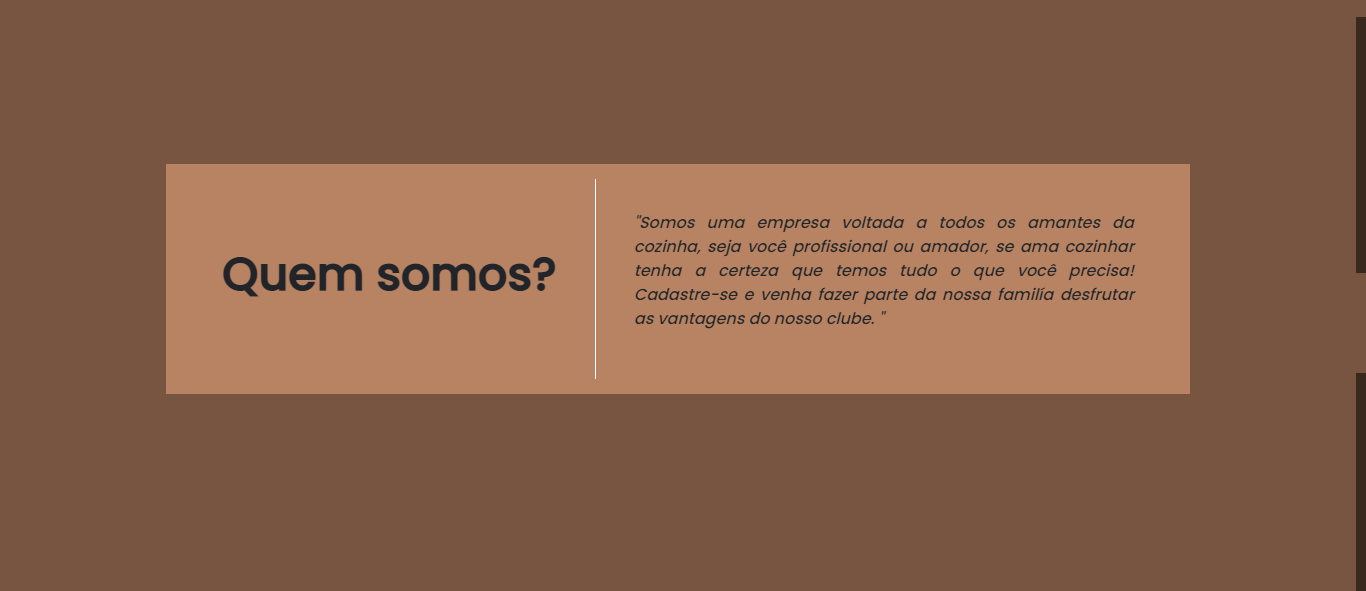 Quem somos?
"Somos uma empresa voltada a todos os amantes da
cozinha, seja você profissional ou amador, se ama cozinhar
tenha a certeza que temos tudo o que você precisa!
Cadastre-se e venha fazer parte da nossa família desfrutar
as vantagens do nosso clube. "